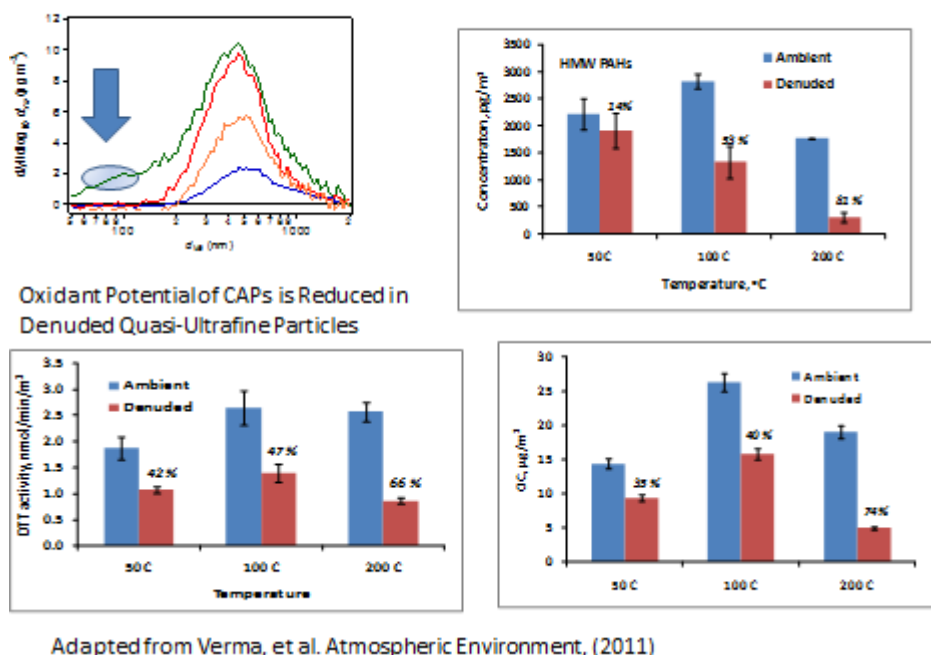 12
10
8
6
4
2
0
100
1000
(nm)
3500
3000
2500
2000
1500
1000
500
0
Concentration, µg/m³
HMW PAHs
Ambient
Denuded
14%
53 %
81 %
50C
100 C
200 C
Temperature, °C
Oxidant Potential of CAPs is Reduced in
Denuded Quasi-Ultrafine Particles
3.5
3.0
2.5
2.0
1.5
1.0
0.5
0.0
DTT activity, nmol/min/m³
Ambient
Denuded
42 %
47 %
66 %
50 C
100 C
200 C
Temperature
30
25
20
15
10
5
0
OC, µg/m³
Ambient
Denuded
35 %
40 %
74%
50 C
100 C
200 C
Adapted from Verma, et al. Atmospheric Environment, (2011)